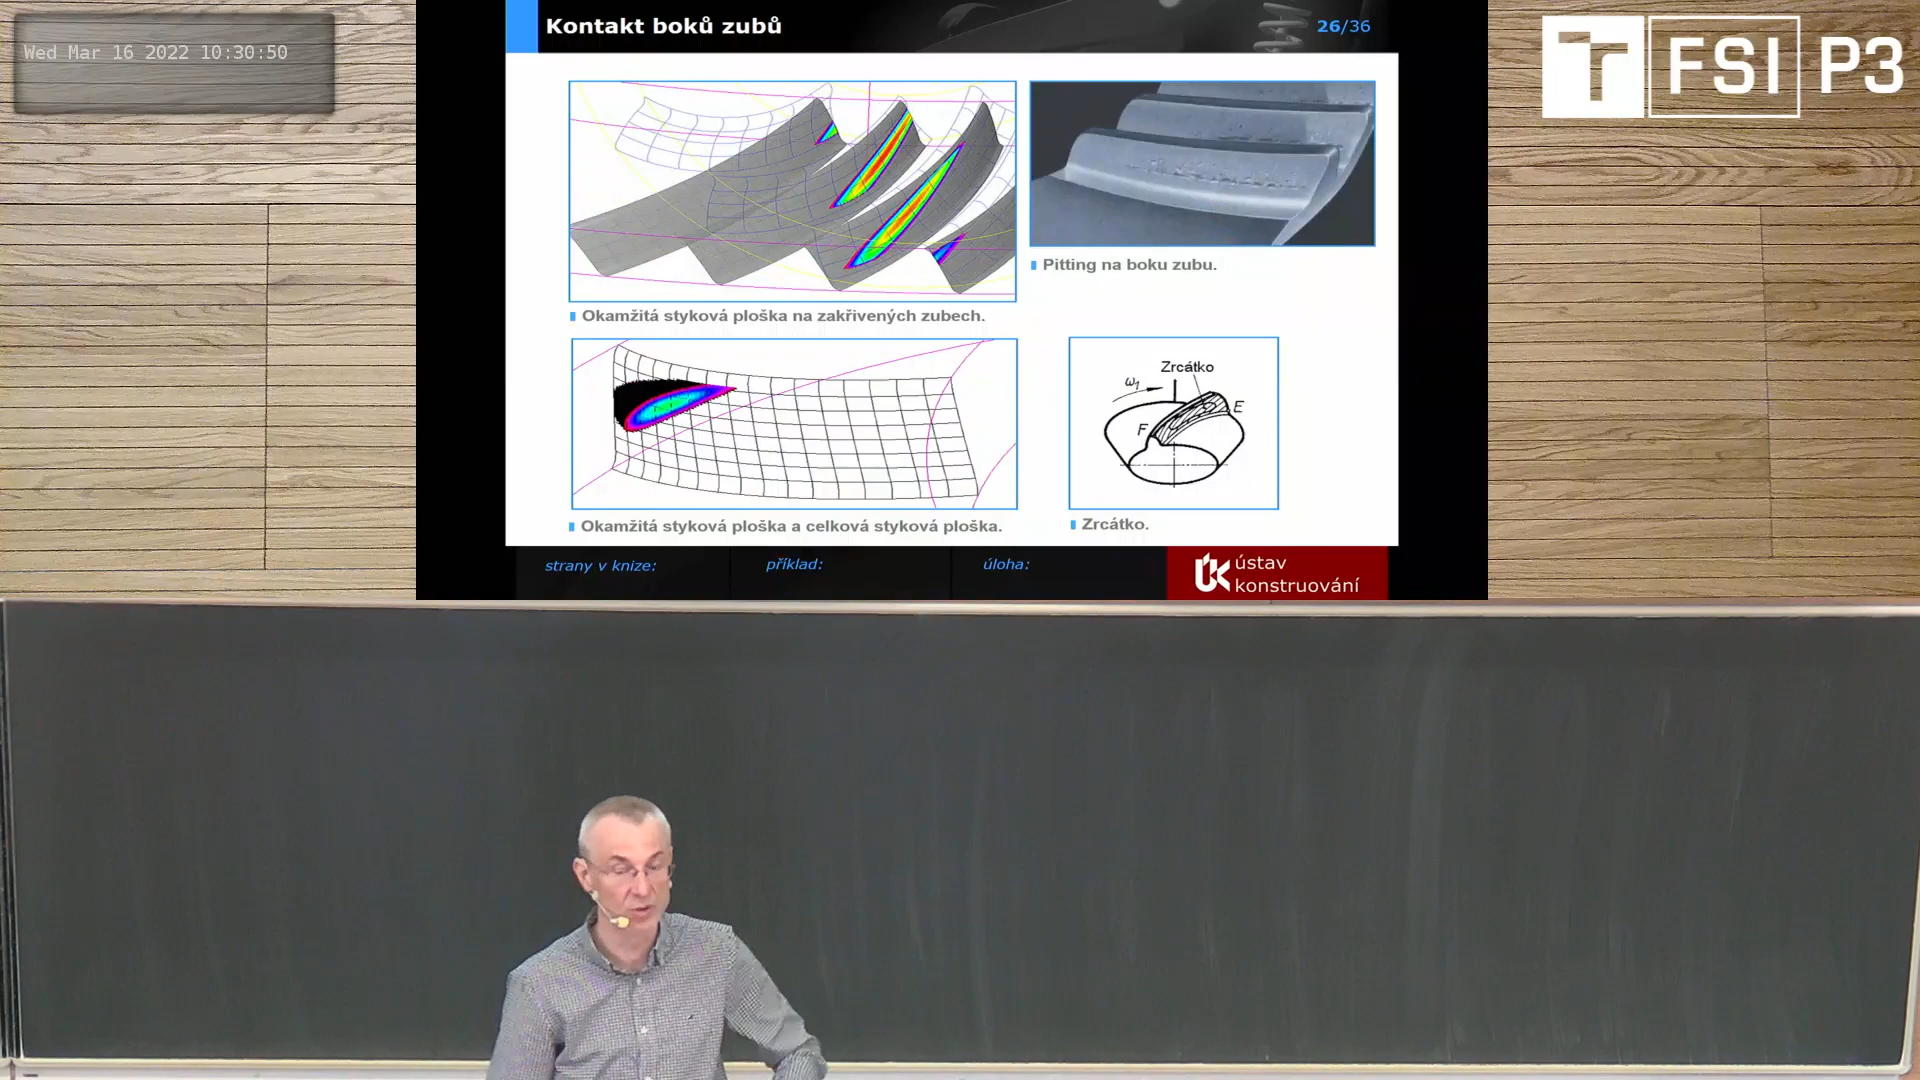 Wed Mar 16 2022 10:30:50
Kontakt boků zubů
26/36
T FSI P3
Okamžitá styková ploška na zakřivených zubech.
Pitting na boku zubu.
Zrcátko
ω1
E
F
Okamžitá styková ploška a celková styková ploška.
Zrcátko.
strany v knize:
příklad:
úloha:
ústav
konstruování